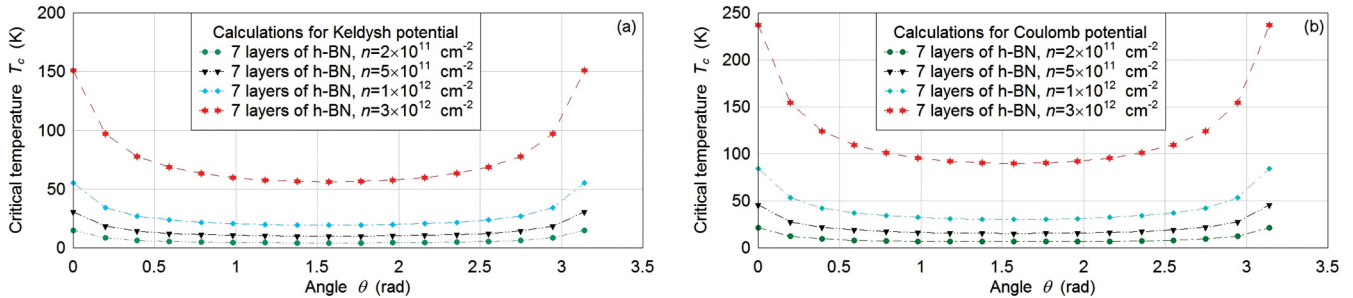 200
150
100
50
0
Critical temperature T_c (K)
Calculations for Keldysh potential
7 layers of h-BN, n=2×10¹¹ cm⁻²
7 layers of h-BN, n=5×10¹¹ cm⁻²
7 layers of h-BN, n=1×10¹² cm⁻²
7 layers of h-BN, n=3×10¹² cm⁻²
(a)
0 0.5 1 1.5 2 2.5 3 3.5
Angle θ (rad)
250
200
150
100
50
0
Critical temperature T_c (K)
Calculations for Coulomb potential
7 layers of h-BN, n=2×10¹¹ cm⁻²
7 layers of h-BN, n=5×10¹¹ cm⁻²
7 layers of h-BN, n=1×10¹² cm⁻²
7 layers of h-BN, n=3×10¹² cm⁻²
(b)
0 0.5 1 1.5 2 2.5 3 3.5
Angle θ (rad)